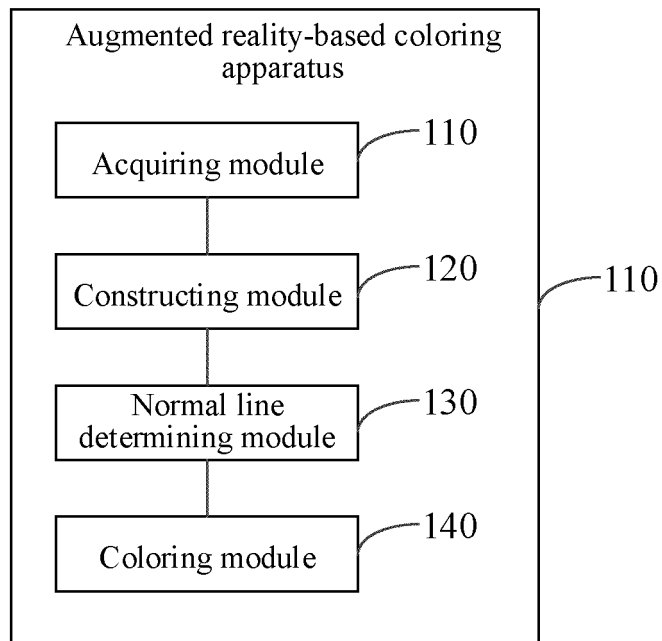 Augmented reality-based coloring
apparatus
Acquiring module
110
Constructing module
120
110
Normal line
determining module
130
Coloring module
140